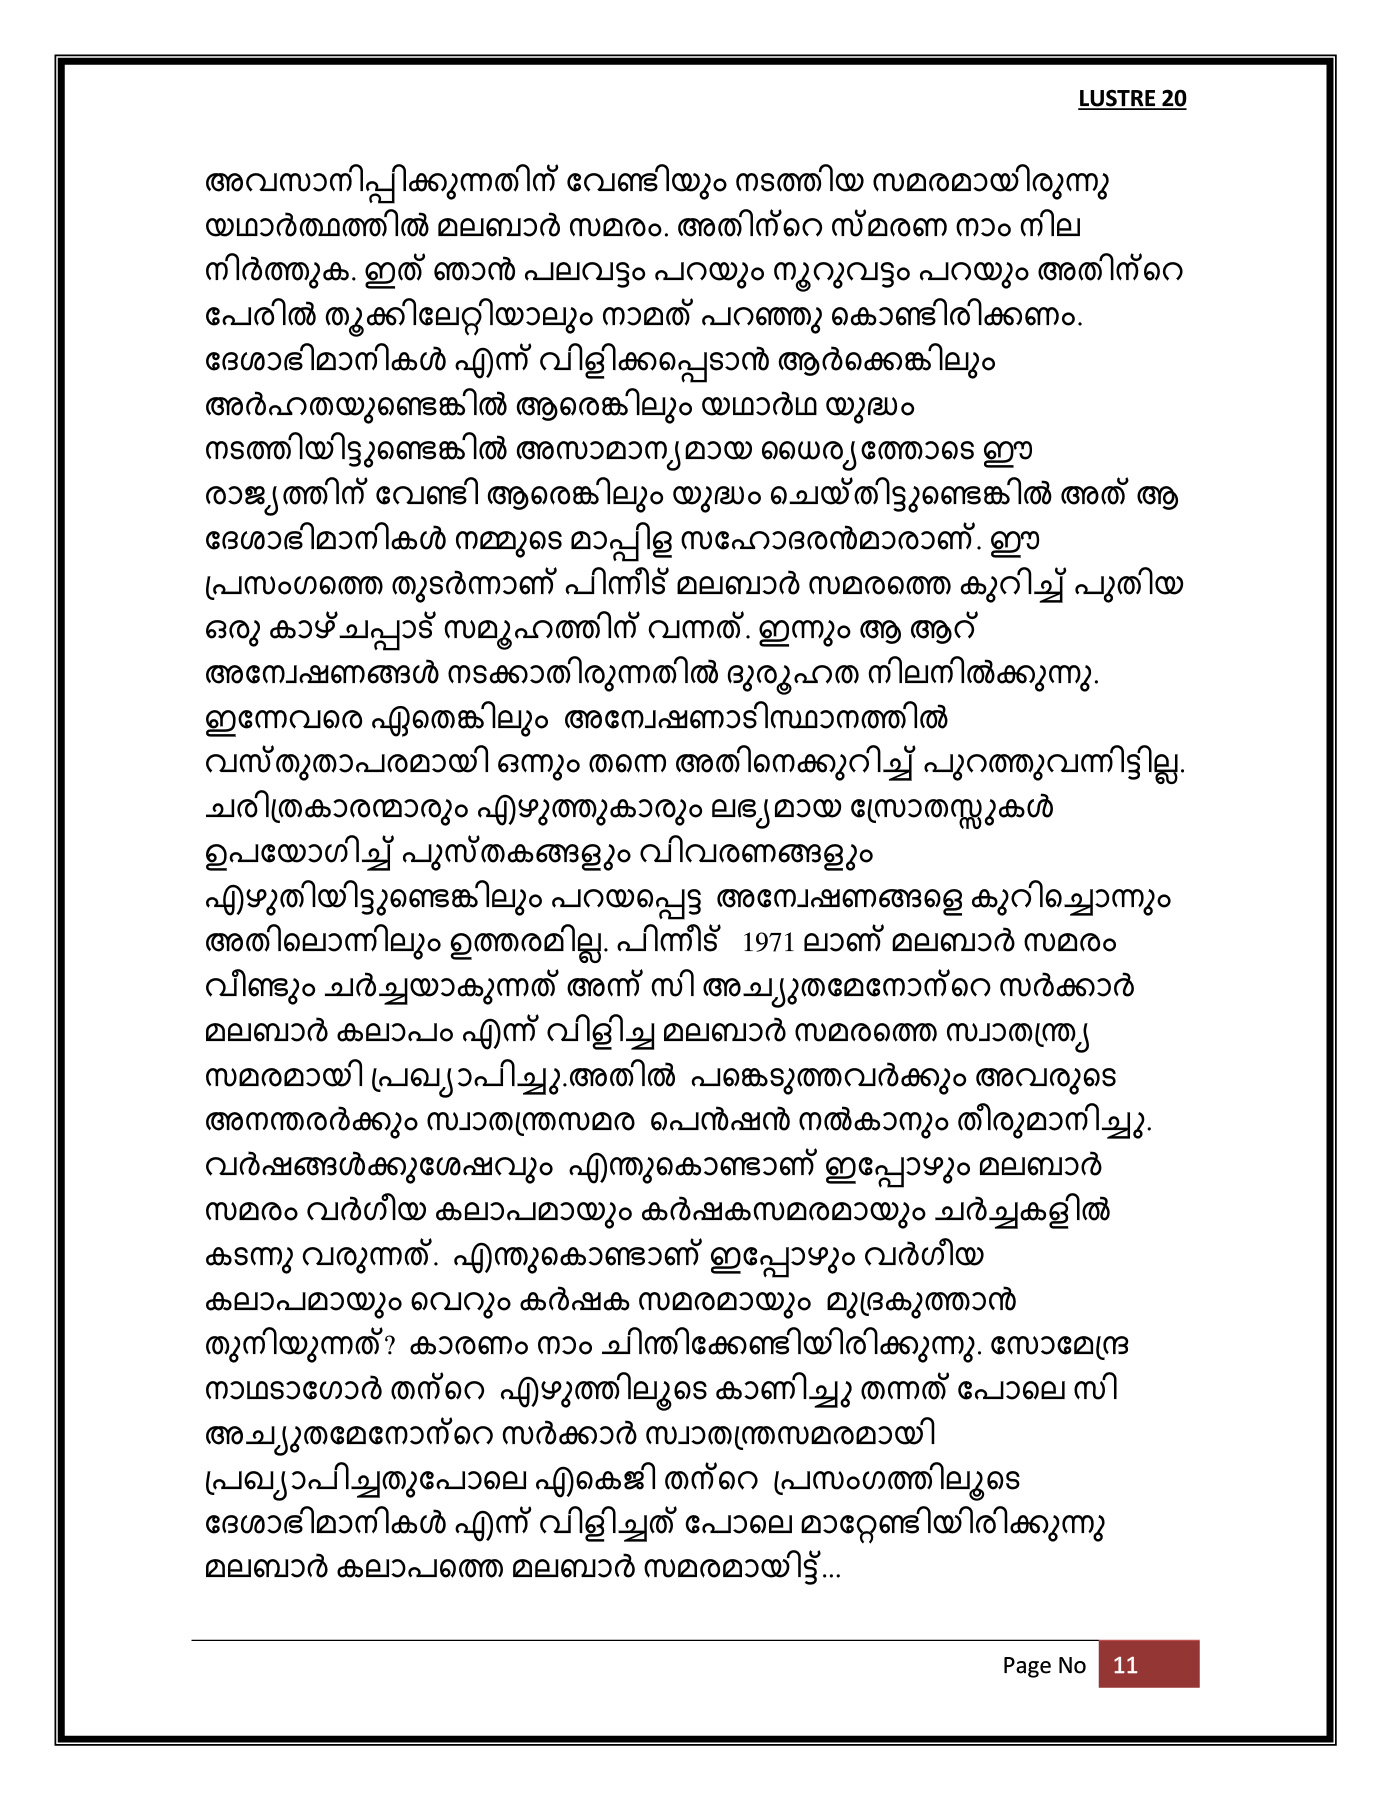 LUSTRE 20
അവസാനിപ്പിക്കുന്നതിന് വേണ്ടിയും നടത്തിയ സമരമായിരുന്നു
യഥാർത്ഥത്തിൽ മലബാർ സമരം. അതിന്റെ സ്മരണ നാം നില
നിർത്തുക. ഇത് ഞാൻ പലവട്ടം പറയും നൂറുവട്ടം പറയും അതിന്റെ
പേരിൽ തൂക്കിലേറ്റിയാലും നാമത് പറഞ്ഞു കൊണ്ടിരിക്കണം.
ദേശാഭിമാനികൾ എന്ന് വിളിക്കപ്പെടാൻ ആർക്കെങ്കിലും
അർഹതയുണ്ടെങ്കിൽ ആരെങ്കിലും യഥാർഥ യുദ്ധം
നടത്തിയിട്ടുണ്ടെങ്കിൽ അസാമാന്യമായ ധൈര്യത്തോടെ ഈ
രാജ്യത്തിന് വേണ്ടി ആരെങ്കിലും യുദ്ധം ചെയ്തിട്ടുണ്ടെങ്കിൽ അത് ആ
ദേശാഭിമാനികൾ നമ്മുടെ മാപ്പിള സഹോദരൻമാരാണ്. ഈ
പ്രസംഗത്തെ തുടർന്നാണ് പിന്നീട് മലബാർ സമരത്തെ കുറിച്ച് പുതിയ
ഒരു കാഴ്ചപ്പാട് സമൂഹത്തിന് വന്നത്. ഇന്നും ആ ആറ്
അന്വേഷണങ്ങൾ നടക്കാതിരുന്നതിൽ ദുരൂഹത നിലനിൽക്കുന്നു.
ഇന്നേവരെ ഏതെങ്കിലും അന്വേഷണാടിസ്ഥാനത്തിൽ
വസ്തുതാപരമായി ഒന്നും തന്നെ അതിനെക്കുറിച്ച് പുറത്തുവന്നിട്ടില്ല.
ചരിത്രകാരന്മാരും എഴുത്തുകാരും ലഭ്യമായ സ്രോതസ്സുകൾ
ഉപയോഗിച്ച് പുസ്തകങ്ങളും വിവരണങ്ങളും
എഴുതിയിട്ടുണ്ടെങ്കിലും പറയപ്പെട്ട അന്വേഷണങ്ങളെ കുറിച്ചൊന്നും
അതിലൊന്നിലും ഉത്തരമില്ല. പിന്നീട് 1971 ലാണ് മലബാർ സമരം
വീണ്ടും ചർച്ചയാകുന്നത് അന്ന് സി അച്യുതമേനോന്റെ സർക്കാർ
മലബാർ കലാപം എന്ന് വിളിച്ച മലബാർ സമരത്തെ സ്വാതന്ത്ര്യ
സമരമായി പ്രഖ്യാപിച്ചു.അതിൽ പങ്കെടുത്തവർക്കും അവരുടെ
അനന്തരർക്കും സ്വാതന്ത്രസമര പെൻഷൻ നൽകാനും തീരുമാനിച്ചു.
വർഷങ്ങൾക്കുശേഷവും എന്തുകൊണ്ടാണ് ഇപ്പോഴും മലബാർ
സമരം വർഗീയ കലാപമായും കർഷകസമരമായും ചർച്ചകളിൽ
കടന്നു വരുന്നത്. എന്തുകൊണ്ടാണ് ഇപ്പോഴും വർഗീയ
കലാപമായും വെറും കർഷക സമരമായും മുദ്രകുത്താൻ
തുനിയുന്നത്? കാരണം നാം ചിന്തിക്കേണ്ടിയിരിക്കുന്നു. സോമേന്ദ്ര
നാഥടാഗോർ തന്റെ എഴുത്തിലൂടെ കാണിച്ചു തന്നത് പോലെ സി
അച്യുതമേനോന്റെ സർക്കാർ സ്വാതന്ത്രസമരമായി
പ്രഖ്യാപിച്ചതുപോലെ എകെജി തന്റെ പ്രസംഗത്തിലൂടെ
ദേശാഭിമാനികൾ എന്ന് വിളിച്ചത് പോലെ മാറ്റേണ്ടിയിരിക്കുന്നു
മലബാർ കലാപത്തെ മലബാർ സമരമായിട്ട്...
Page No 11